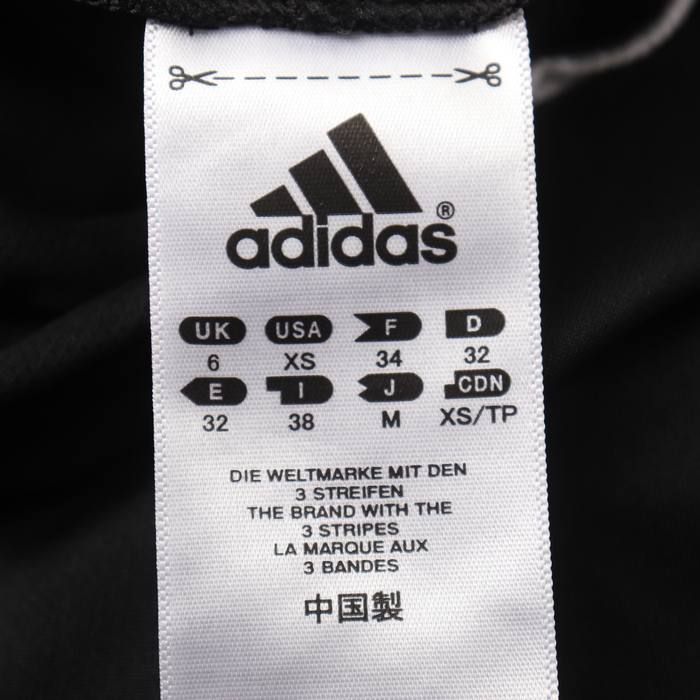 adidas®
UK USA F D
6 XS 34 32
E I J CDN
32 38 M XS/TP
DIE WELTMARKE MIT DEN
3 STREIFEN
THE BRAND WITH THE
3 STRIPES
LA MARQUE AUX
3 BANDES
中国製